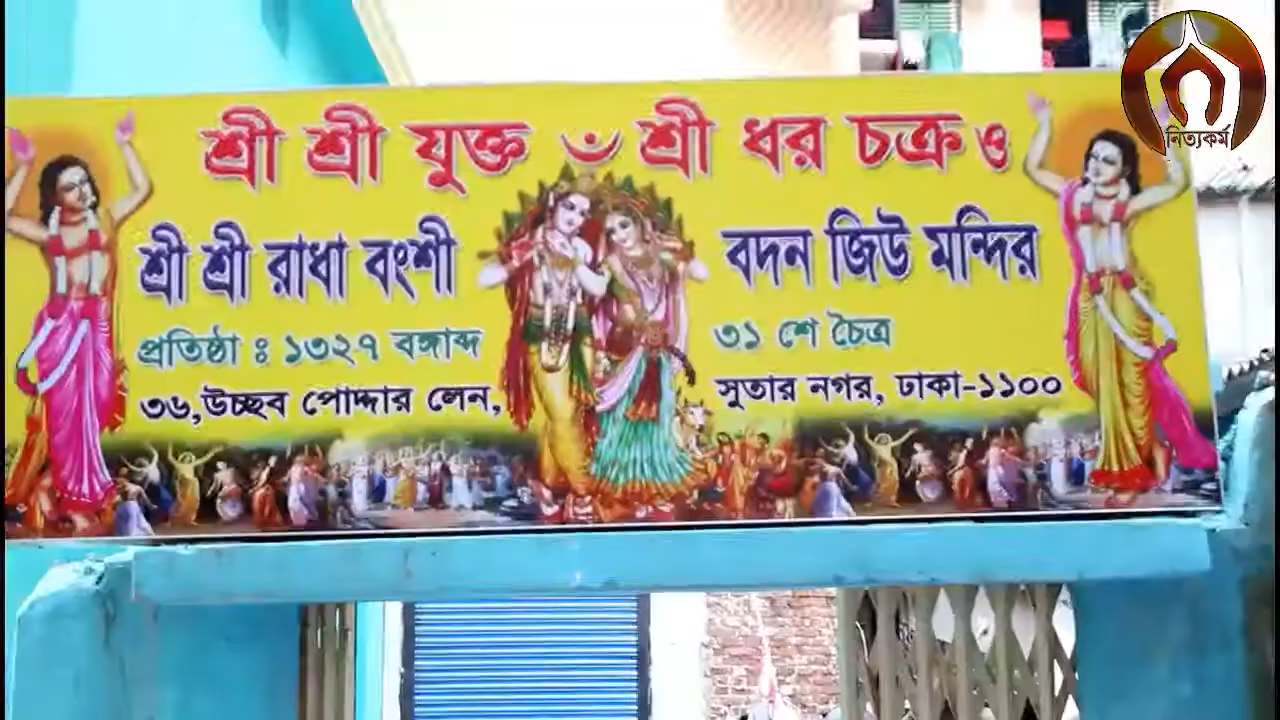 শ্রী শ্রী যুক্ত শ্রী ধর চক্র ও
শ্রী শ্রী রাধা বংশী বদন জিউ মন্দির
প্রতিষ্ঠা : ১৩২৭ বঙ্গাব্দ ৩১ শে চৈত্র
৩৬,উচ্ছব পোদ্দার লেন, সুতার নগর, ঢাকা-১১০০
নিত্যকর্ম